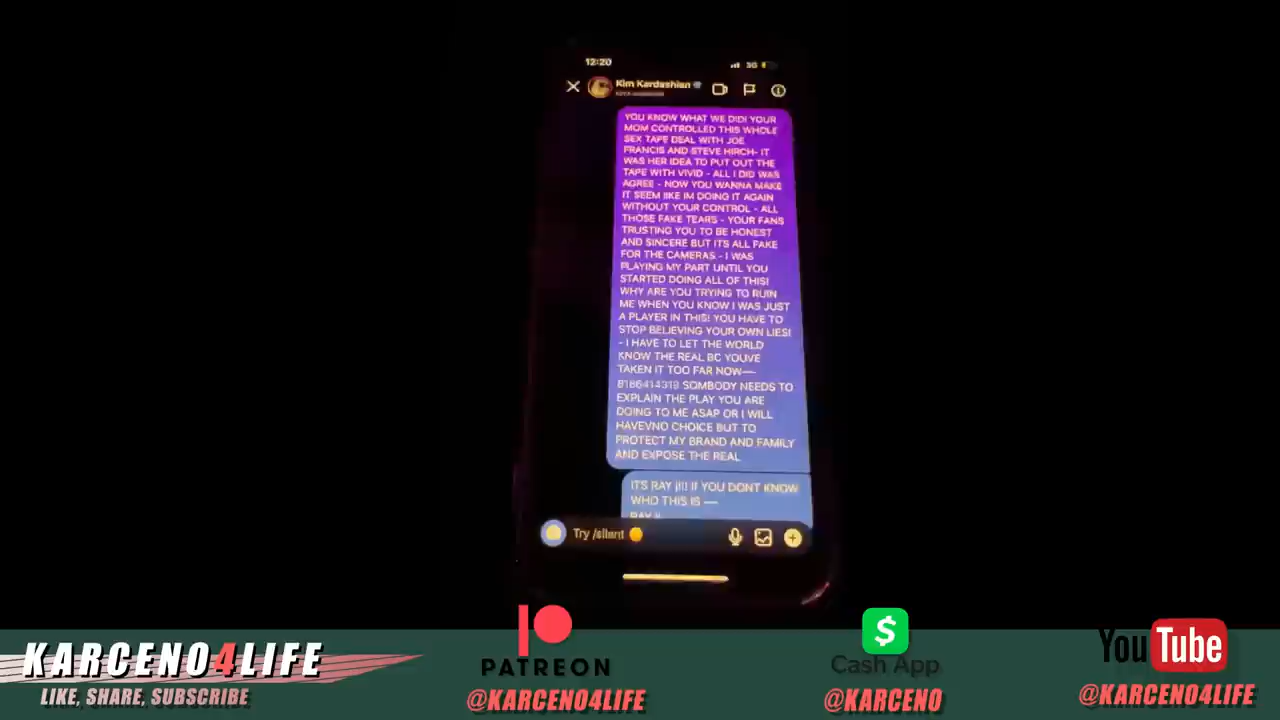 12:20
3G
Kim Kardashian
YOU KNOW WHAT WE DID! YOUR
MOM CONTROLLED THIS WHOLE
SEX TAPE DEAL WITH JOE
FRANCIS AND STEVE HIRCH- IT
WAS HER IDEA TO PUT OUT THE
TAPE WITH VIVID - ALL I DID WAS
AGREE - NOW YOU WANNA MAKE
IT SEEM lIKE IM DOING IT AGAIN
WITHOUT YOUR CONTROL - ALL
THOSE FAKE TEARS - YOUR FANS
TRUSTING YOU TO BE HONEST
AND SINCERE BUT ITS ALL FAKE
FOR THE CAMERAS - I WAS
PLAYING MY PART UNTIL YOU
STARTED DOING ALL OF THIS!
WHY ARE YOU TRYING TO RUIN
ME WHEN YOU KNOW I WAS JUST
A PLAYER IN THIS! YOU HAVE TO
STOP BELIEVING YOUR OWN LIES!
- I HAVE TO LET THE WORLD
KNOW THE REAL BC YOUVE
TAKEN IT TOO FAR NOW—
8186414319 SOMBODY NEEDS TO
EXPLAIN THE PLAY YOU ARE
DOING TO ME ASAP OR I WILL
HAVEVNO CHOICE BUT TO
PROTECT MY BRAND AND FAMILY
AND EXPOSE THE REAL
ITS RAY j!!! IF YOU DONT KNOW
WHO THIS IS —
RAY
Try /silent
KARCENO4LIFE
LIKE, SHARE, SUBSCRIBE
PATREON
@KARCENO4LIFE
$
Cash App
@KARCENO
YouTube
@KARCENO4LIFE